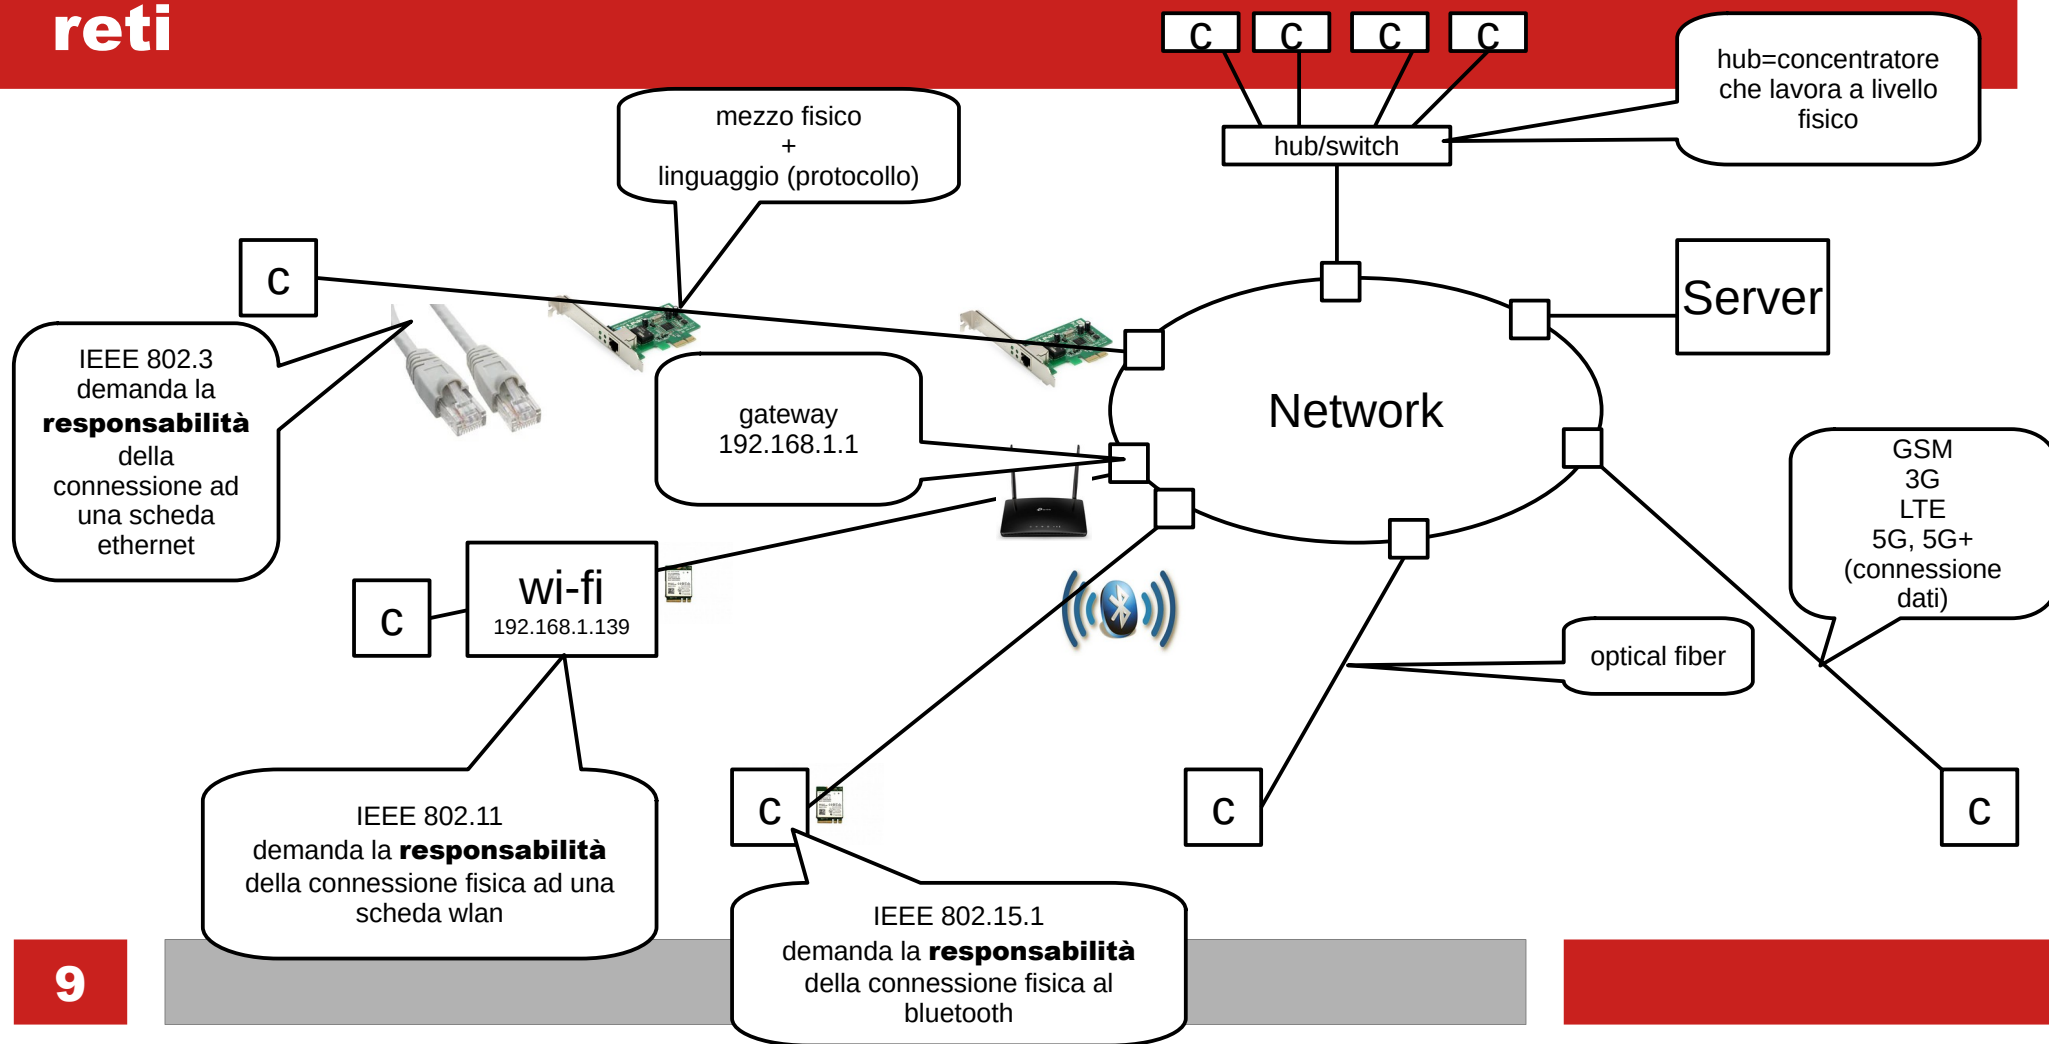 reti
c
c
c
c
hub=concentratore
che lavora a livello
fisico
mezzo fisico
+
linguaggio (protocollo)
hub/switch
c
Server
IEEE 802.3
demanda la
responsabilità
della
connessione ad
una scheda
ethernet
gateway
192.168.1.1
Network
GSM
3G
LTE
5G, 5G+
(connessione
dati)
wi-fi
192.168.1.139
c
optical fiber
IEEE 802.11
demanda la responsabilità
della connessione fisica ad una
scheda wlan
c
c
c
IEEE 802.15.1
demanda la responsabilità
della connessione fisica al
bluetooth
9